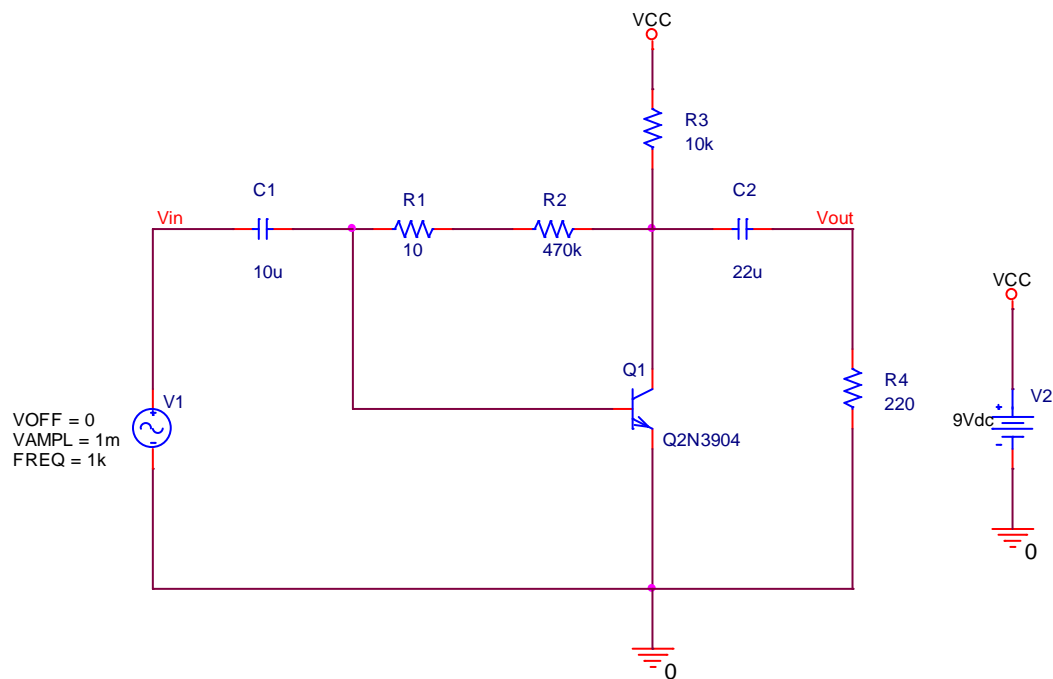 VCC
R3
10k
C1
R1
R2
C2
Vin
Vout
10
470k
10u
22u
VCC
Q1
V1
R4
V2
VOFF = 0
VAMPL = 1m
FREQ = 1k
220
9Vdc
Q2N3904
0
0